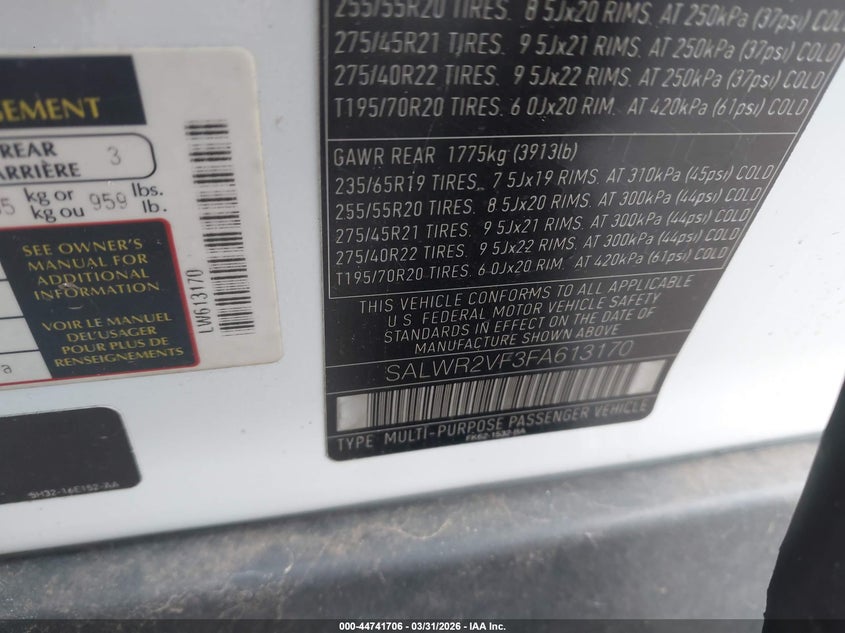 255/55R20 TIRES. 8 5Jx20 RIMS. AT 250kPa (37psi) COLD
275/45R21 TIRES. 9 5Jx21 RIMS. AT 250kPa (37psi) COLD
275/40R22 TIRES. 9 5Jx22 RIMS. AT 250kPa (37psi) COLD
T195/70R20 TIRES. 6 0Jx20 RIM. AT 420kPa (61psi) COLD
GAWR REAR 1775kg (3913lb)
235/65R19 TIRES. 7 5Jx19 RIMS. AT 310kPa (45psi) COLD
255/55R20 TIRES. 8 5Jx20 RIMS. AT 300kPa (44psi) COLD
275/45R21 TIRES. 9 5Jx21 RIMS. AT 300kPa (44psi) COLD
275/40R22 TIRES. 9 5Jx22 RIMS. AT 300kPa (44psi) COLD
T195/70R20 TIRES. 6 0Jx20 RIM. AT 420kPa (61psi) COLD
THIS VEHICLE CONFORMS TO ALL APPLICABLE
U S FEDERAL MOTOR VEHICLE SAFETY
STANDARDS IN EFFECT ON THE DATE OF
MANUFACTURE SHOWN ABOVE
SALWR2VF3FA613170
TYPE MULTI-PURPOSE PASSENGER VEHICLE
FK62-1532-BA
REAR 3
ARRIÈRE
kg or 959 lbs.
kg ou lb.
SEE OWNER'S
MANUAL FOR
ADDITIONAL
INFORMATION
VOIR LE MANUEL
DEL'USAGER
POUR PLUS DE
RENSEIGNEMENTS
LW613170
000-44741706 - 03/31/2026 - IAA Inc.